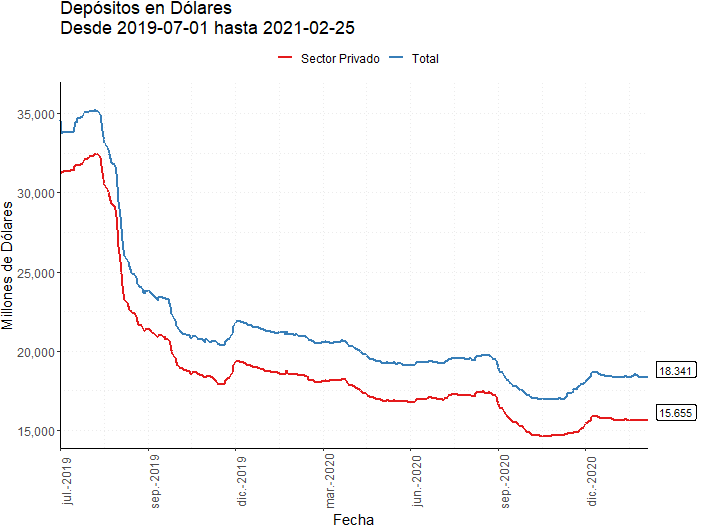 Depósitos en Dólares
Desde 2019-07-01 hasta 2021-02-25
Sector Privado
Total
Millones de Dólares
35,000
30,000
25,000
20,000
15,000
18.341
15.655
jul.-2019
sep.-2019
dic.-2019
mar.-2020
jun.-2020
sep.-2020
dic.-2020
Fecha